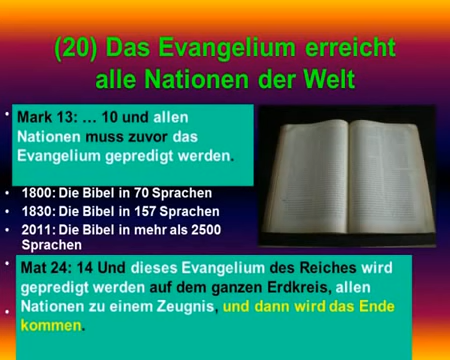 (20) Das Evangelium erreicht
alle Nationen der Welt
Mark 13: … 10 und allen
Nationen muss zuvor das
Evangelium gepredigt werden.
• 1800: Die Bibel in 70 Sprachen
• 1830: Die Bibel in 157 Sprachen
• 2011: Die Bibel in mehr als 2500
Sprachen
Mat 24: 14 Und dieses Evangelium des Reiches wird
gepredigt werden auf dem ganzen Erdkreis, allen
Nationen zu einem Zeugnis, und dann wird das Ende
kommen.